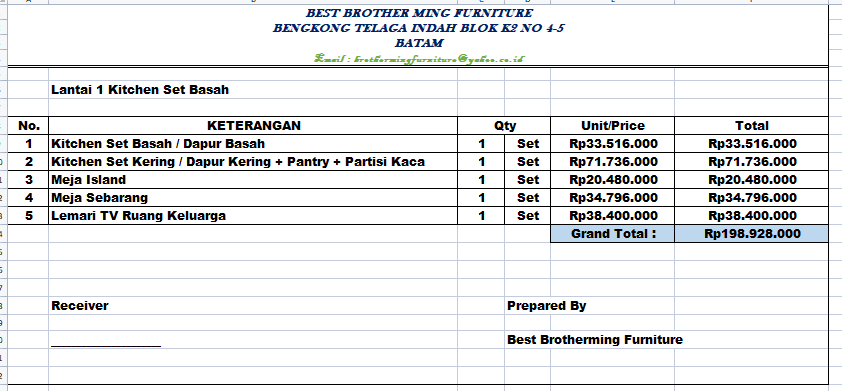 BEST BROTHER MING FURNITURE
BENGKONG TELAGA INDAH BLOK K2 NO 4-5
BATAM
Email : brothermingfurniture@yahoo.co.id
Lantai 1 Kitchen Set Basah
No. KETERANGAN Qty Unit/Price Total
1 Kitchen Set Basah / Dapur Basah 1 Set Rp33.516.000 Rp33.516.000
2 Kitchen Set Kering / Dapur Kering + Pantry + Partisi Kaca 1 Set Rp71.736.000 Rp71.736.000
3 Meja Island 1 Set Rp20.480.000 Rp20.480.000
4 Meja Sebarang 1 Set Rp34.796.000 Rp34.796.000
5 Lemari TV Ruang Keluarga 1 Set Rp38.400.000 Rp38.400.000
Grand Total : Rp198.928.000
Receiver Prepared By
Best Brotherming Furniture